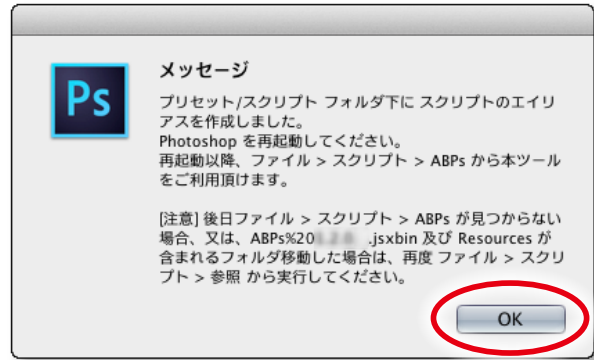 Ps
メッセージ
プリセット/スクリプト フォルダ下に スクリプトのエイリ
アスを作成しました。
Photoshop を再起動してください。
再起動以降、ファイル > スクリプト > ABPs から本ツール
をご利用頂けます。
[注意] 後日ファイル > スクリプト > ABPs が見つからない
場合、又は、ABPs%20 .jsxbin 及び Resources が
含まれるフォルダ移動した場合は、再度 ファイル > スクリ
プト > 参照 から実行してください。
OK